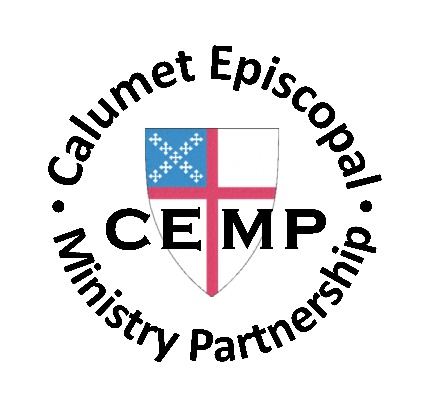 Calumet Episcopal
CEMP
• Ministry Partnership •